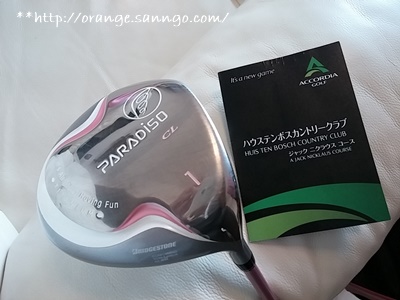 **http://orange.sanngo.com/
It's a new game
ACCORDIA
GOLF
ハウステンボスカントリークラブ
HUIS TEN BOSCH COUNTRY CLUB
ジャック ニクラウス コース
A JACK NICKLAUS COURSE
PARADISO
CL
1
Fun
BRIDGESTONE